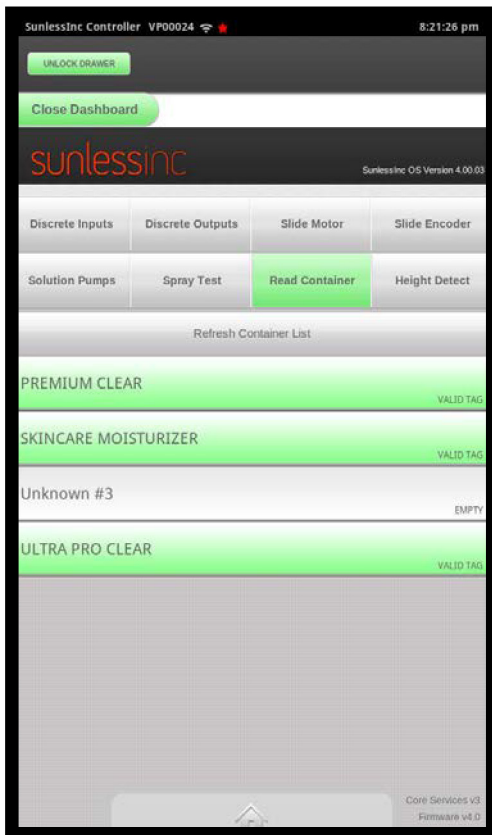 SunlessInc Controller VP00024 8:21:26 pm
UNLOCK DRAWER
Close Dashboard
sunlessinc
SunlessInc OS Version 4.00.03
Discrete Inputs Discrete Outputs Slide Motor Slide Encoder
Solution Pumps Spray Test Read Container Height Detect
Refresh Container List
PREMIUM CLEAR
VALID TAG
SKINCARE MOISTURIZER
VALID TAG
Unknown #3
EMPTY
ULTRA PRO CLEAR
VALID TAG
Core Services v3
Firmware v4.0